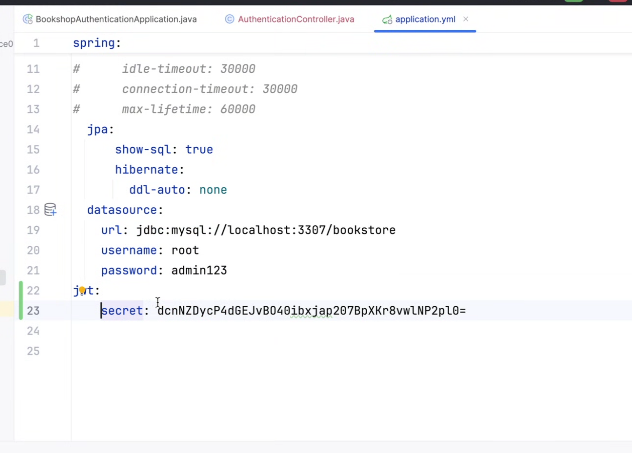 BookshopAuthenticationApplication.java AuthenticationController.java application.yml
1 spring:
11 # idle-timeout: 30000
12 # connection-timeout: 30000
13 # max-lifetime: 60000
14 jpa:
15 show-sql: true
16 hibernate:
17 ddl-auto: none
18 datasource:
19 url: jdbc:mysql://localhost:3307/bookstore
20 username: root
21 password: admin123
22 jwt:
23 secret: dcnNZDycP4dGEJvBO40ibxjap207BpXKr8vwlNP2pl0=
24
25